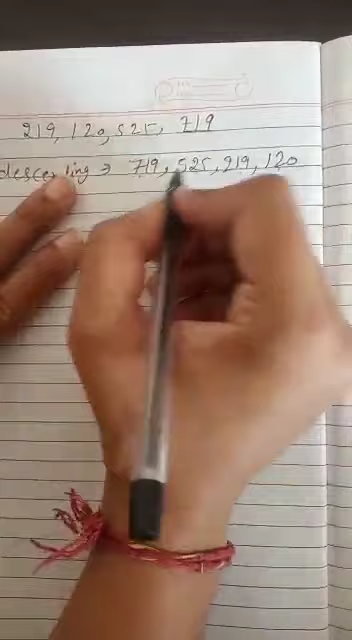 219, 120, 525, 719
descending → 719, 525, 219, 120